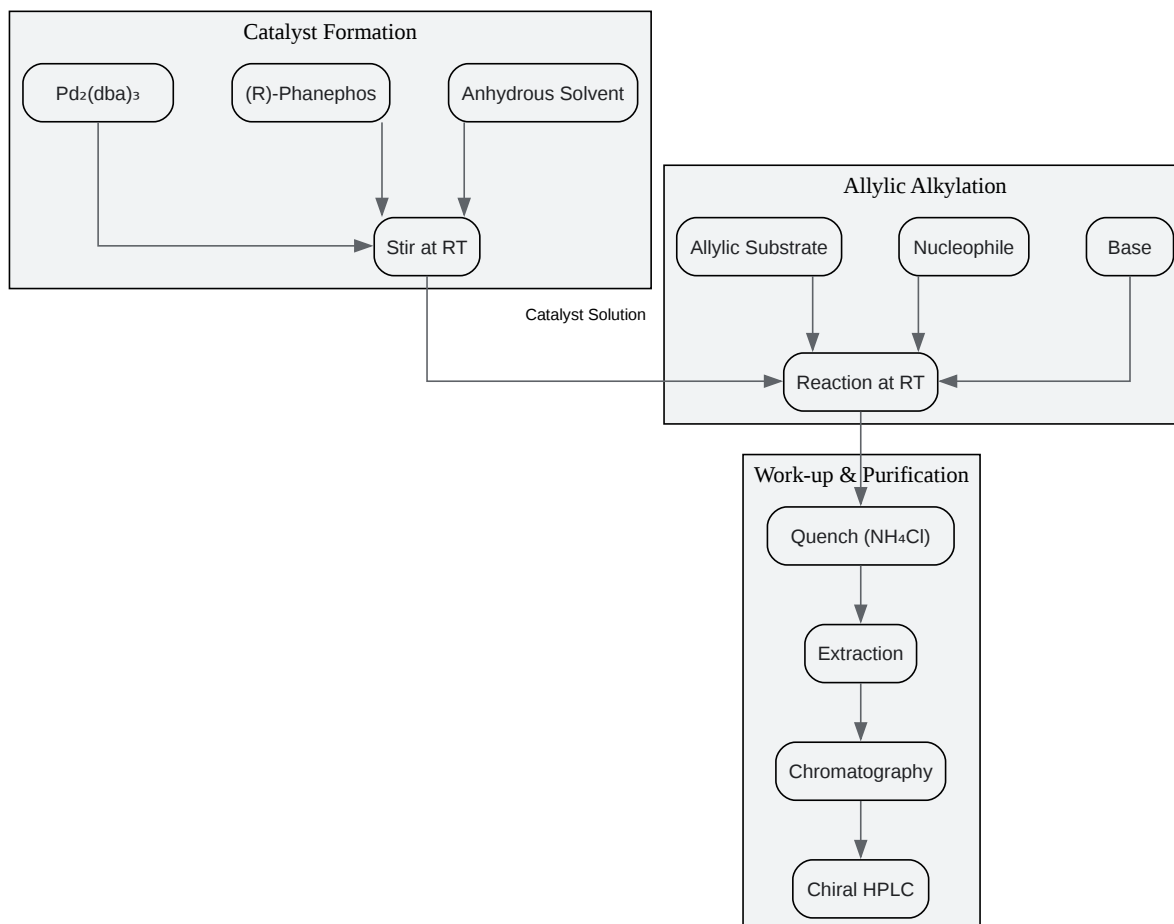 Catalyst Formation
Pd₂(dba)₃
(R)-Phanephos
Anhydrous Solvent
Stir at RT
Catalyst Solution
Allylic Alkylation
Allylic Substrate
Nucleophile
Base
Reaction at RT
Work-up & Purification
Quench (NH₄Cl)
Extraction
Chromatography
Chiral HPLC